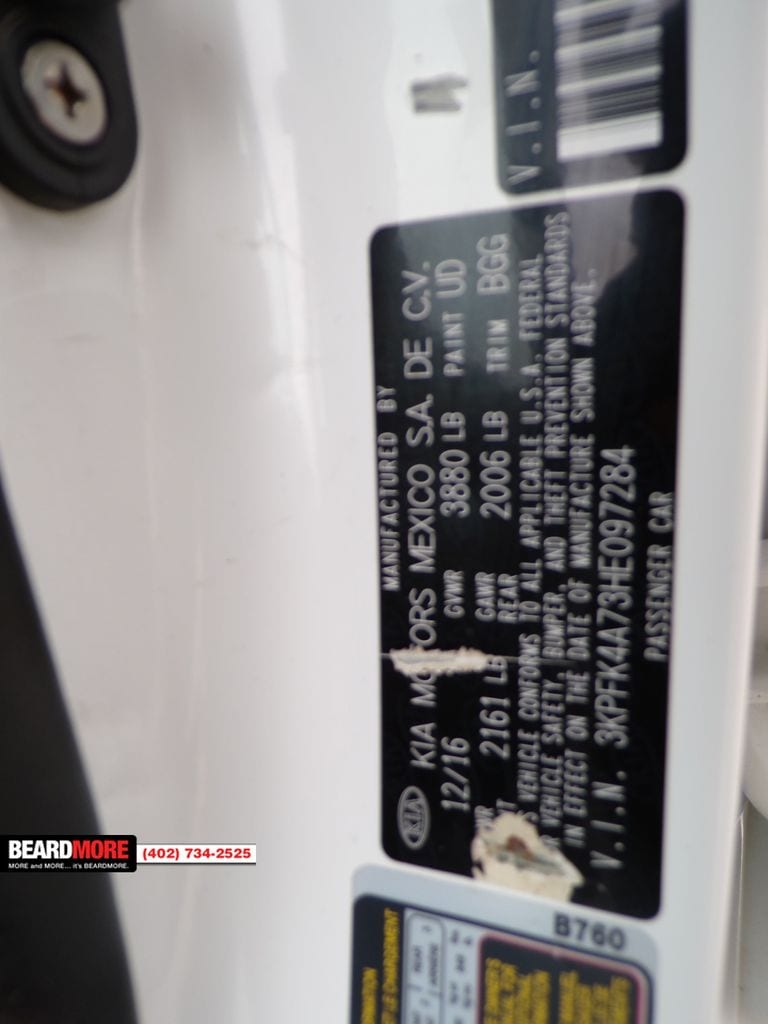 V.I.N.
MANUFACTURED BY
KIA MOTORS MEXICO S.A. DE C.V.
12/16 GVWR 3880 LB PAINT UD
2161 LB GAWR REAR 2006 LB TRIM BGG
VEHICLE CONFORMS TO ALL APPLICABLE U.S.A. FEDERAL
VEHICLE SAFETY, BUMPER, AND THEFT PREVENTION STANDARDS
IN EFFECT ON THE DATE OF MANUFACTURE SHOWN ABOVE.
V.I.N. 3KPFK4A73HE097284
PASSENGER CAR
KIA
B760
BEARDMORE
MORE and MORE... it's BEARDMORE.
(402) 734-2525